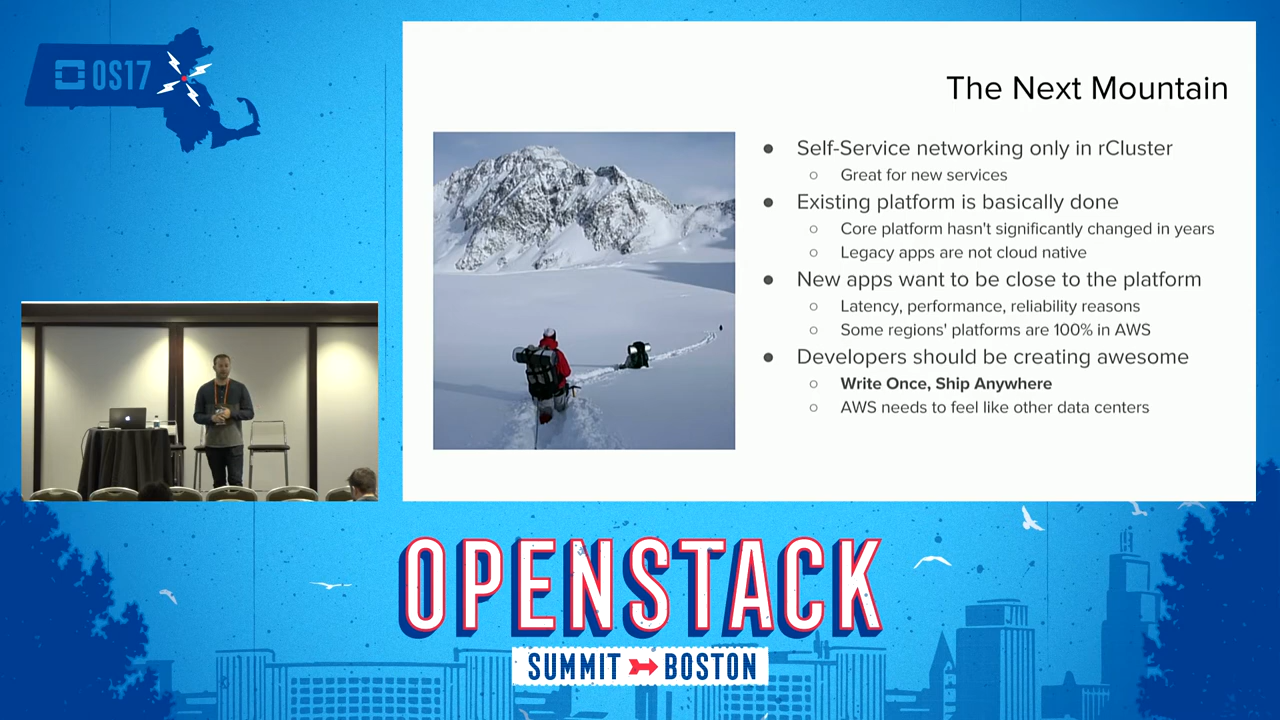 OS17
The Next Mountain
● Self-Service networking only in rCluster
○ Great for new services
● Existing platform is basically done
○ Core platform hasn't significantly changed in years
○ Legacy apps are not cloud native
● New apps want to be close to the platform
○ Latency, performance, reliability reasons
○ Some regions' platforms are 100% in AWS
● Developers should be creating awesome
○ Write Once, Ship Anywhere
○ AWS needs to feel like other data centers
OPENSTACK
SUMMIT BOSTON